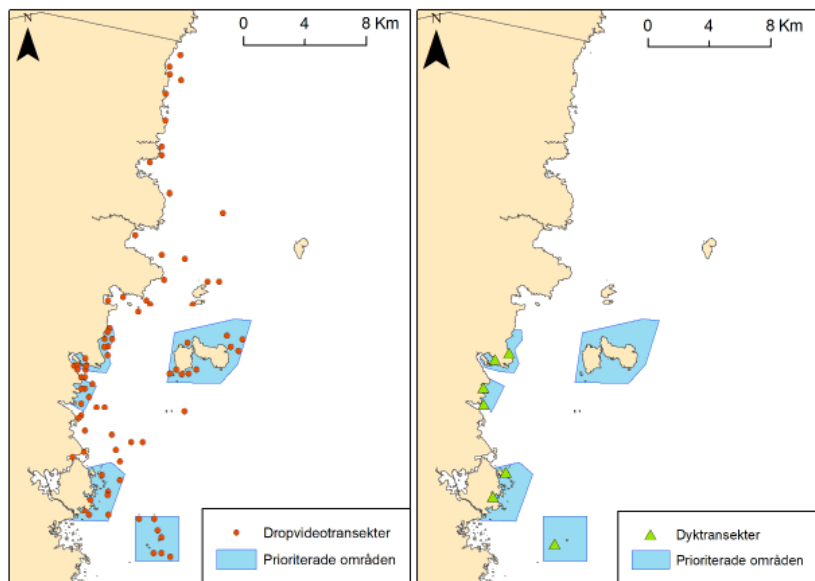 N
0 4 8 Km
Dropvideotransekter
Prioriterade områden
N
0 4 8 Km
Dyktransekter
Prioriterade områden